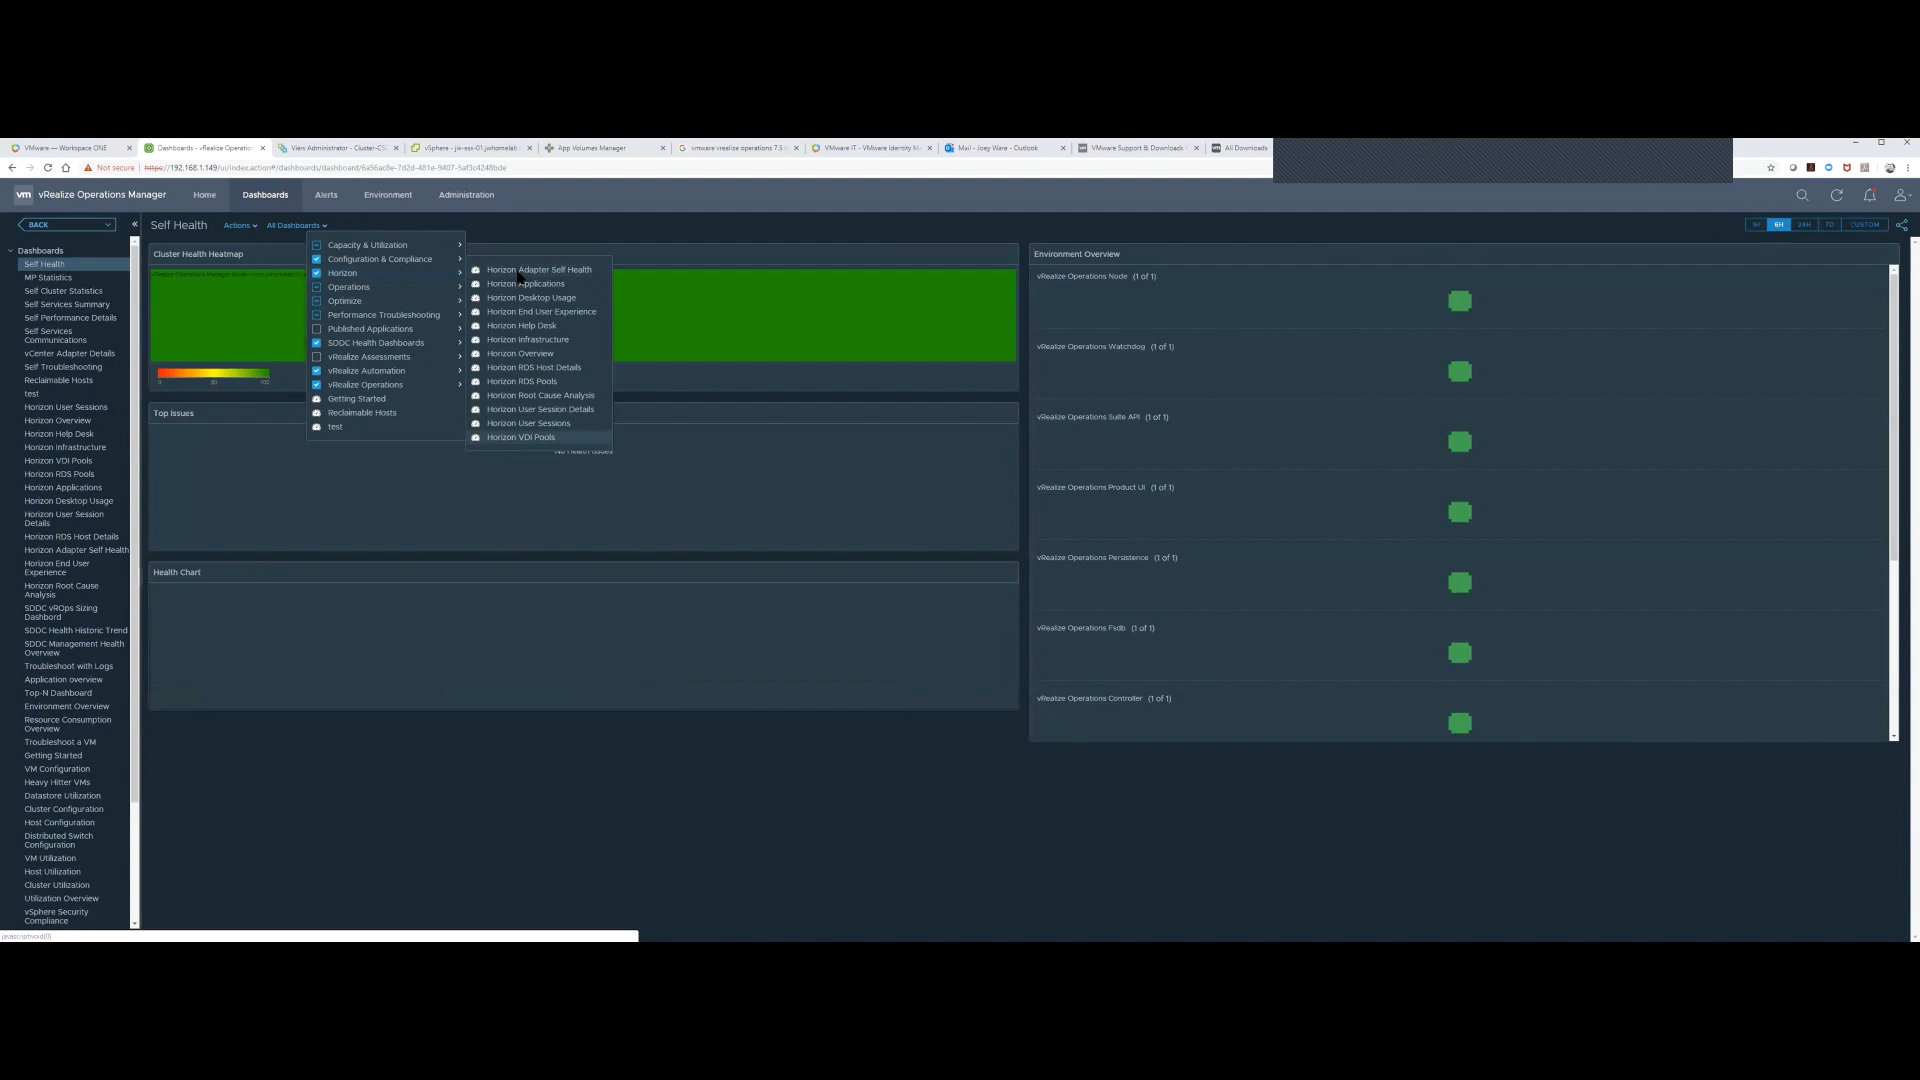 VMware — Workspace ONE
Dashboards - vRealize Operation
View Administrator - Cluster-CS
vSphere - jw-esx-01.jwhomelab
App Volumes Manager
vmware vrealize operations 7.5
VMware IT - VMware Identity M
Mail - Joey Ware - Outlook
VMware Support & Downloads
All Downloads
Not secure
https://192.168.1.149/ui/index.action#/dashboards/dashboard/6a56ac8e-7d2d-481e-9407-5af3c4248bde
vm
vRealize Operations Manager
Home
Dashboards
Alerts
Environment
Administration
BACK
Self Health
Actions
All Dashboards
1H
6H
24H
7D
CUSTOM
Dashboards
Self Health
MP Statistics
Self Cluster Statistics
Self Services Summary
Self Performance Details
Self Services
Communications
vCenter Adapter Details
Self Troubleshooting
Reclaimable Hosts
test
Horizon User Sessions
Horizon Overview
Horizon Help Desk
Horizon Infrastructure
Horizon VDI Pools
Horizon RDS Pools
Horizon Applications
Horizon Desktop Usage
Horizon User Session
Details
Horizon RDS Host Details
Horizon Adapter Self Health
Horizon End User
Experience
Horizon Root Cause
Analysis
SDDC vROps Sizing
Dashbord
SDDC Health Historic Trend
SDDC Management Health
Overview
Troubleshoot with Logs
Application overview
Top-N Dashboard
Environment Overview
Resource Consumption
Overview
Troubleshoot a VM
Getting Started
VM Configuration
Heavy Hitter VMs
Datastore Utilization
Cluster Configuration
Host Configuration
Distributed Switch
Configuration
VM Utilization
Host Utilization
Cluster Utilization
Utilization Overview
vSphere Security
Compliance
javascript:void(0)
Cluster Health Heatmap
0
50
100
Top Issues
No Health Issues
Health Chart
Capacity & Utilization
Configuration & Compliance
Horizon
Operations
Optimize
Performance Troubleshooting
Published Applications
SDDC Health Dashboards
vRealize Assessments
vRealize Automation
vRealize Operations
Getting Started
Reclaimable Hosts
test
Horizon Adapter Self Health
Horizon Applications
Horizon Desktop Usage
Horizon End User Experience
Horizon Help Desk
Horizon Infrastructure
Horizon Overview
Horizon RDS Host Details
Horizon RDS Pools
Horizon Root Cause Analysis
Horizon User Session Details
Horizon User Sessions
Horizon VDI Pools
Environment Overview
vRealize Operations Node (1 of 1)
vRealize Operations Watchdog (1 of 1)
vRealize Operations Suite API (1 of 1)
vRealize Operations Product UI (1 of 1)
vRealize Operations Persistence (1 of 1)
vRealize Operations Fsdb (1 of 1)
vRealize Operations Controller (1 of 1)